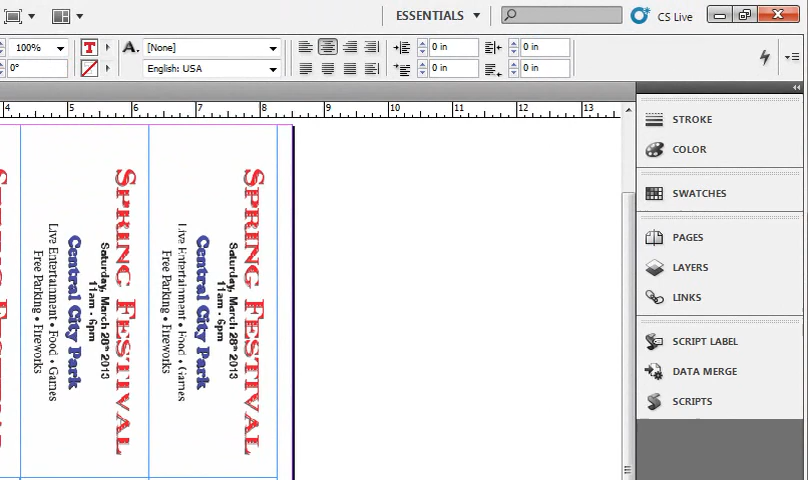 ESSENTIALS
CS Live
100%
T
A.
[None]
0 in
0 in
0°
English: USA
0 in
0 in
4 5 6 7 8 9 10 11 12 13
STROKE
COLOR
SWATCHES
PAGES
LAYERS
LINKS
SCRIPT LABEL
DATA MERGE
SCRIPTS
Spring Festival
Saturday, March 28th 2013
11am - 6pm
Central City Park
Live Entertainment • Food • Games
Free Parking • Fireworks
Spring Festival
Saturday, March 28th 2013
11am - 6pm
Central City Park
Live Entertainment • Food • Games
Free Parking • Fireworks